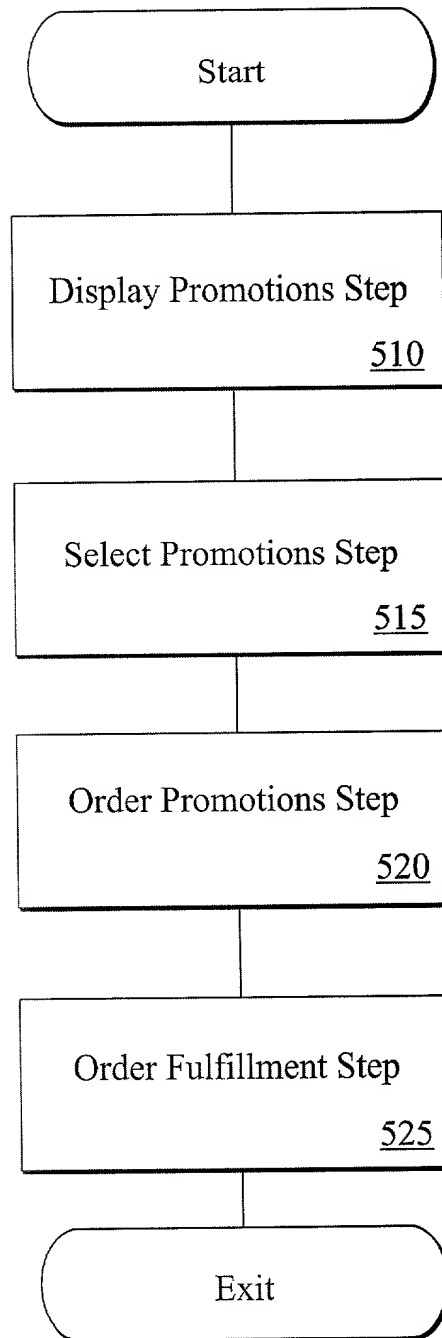 Start
Display Promotions Step
510
Select Promotions Step
515
Order Promotions Step
520
Order Fulfillment Step
525
Exit